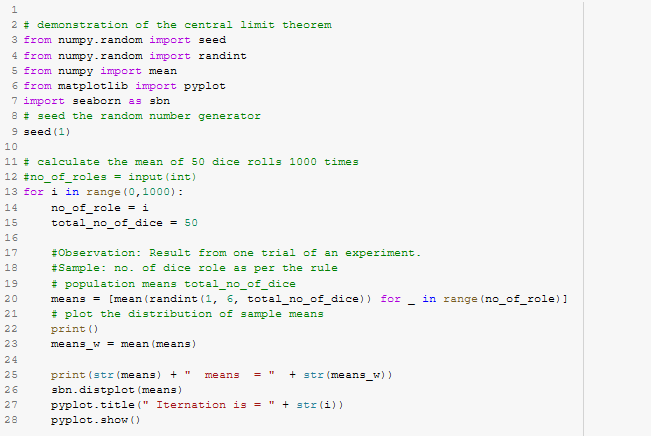 1
2 # demonstration of the central limit theorem
3 from numpy.random import seed
4 from numpy.random import randint
5 from numpy import mean
6 from matplotlib import pyplot
7 import seaborn as sbn
8 # seed the random number generator
9 seed(1)
10
11 # calculate the mean of 50 dice rolls 1000 times
12 #no_of_roles = input(int)
13 for i in range(0,1000):
14     no_of_role = i
15     total_no_of_dice = 50
16
17     #Observation: Result from one trial of an experiment.
18     #Sample: no. of dice role as per the rule
19     # population means total_no_of_dice
20     means = [mean(randint(1, 6, total_no_of_dice)) for _ in range(no_of_role)]
21     # plot the distribution of sample means
22     print()
23     means_w = mean(means)
24
25     print(str(means) + "  means  = "  + str(means_w))
26     sbn.distplot(means)
27     pyplot.title(" Iternation is = " + str(i))
28     pyplot.show()